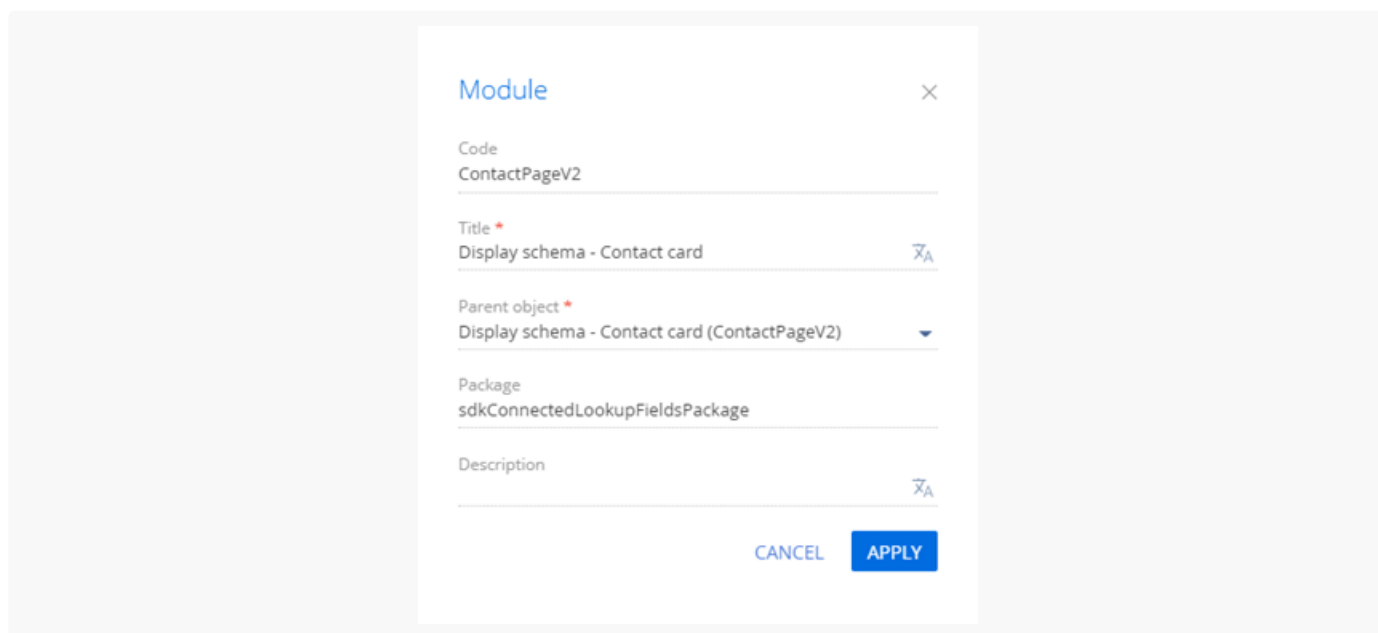 Module
Code
ContactPageV2
Title *
Display schema - Contact card
Parent object *
Display schema - Contact card (ContactPageV2)
Package
sdkConnectedLookupFieldsPackage
Description
CANCEL APPLY